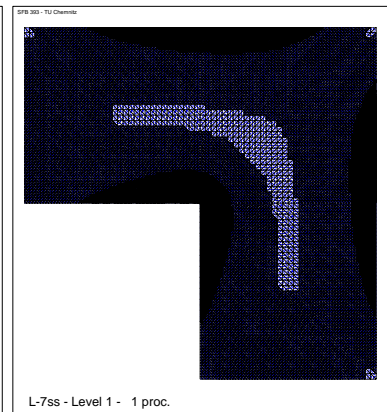 SFB 393 - TU Chemnitz
L-7ss - Level 1 - 1 proc.